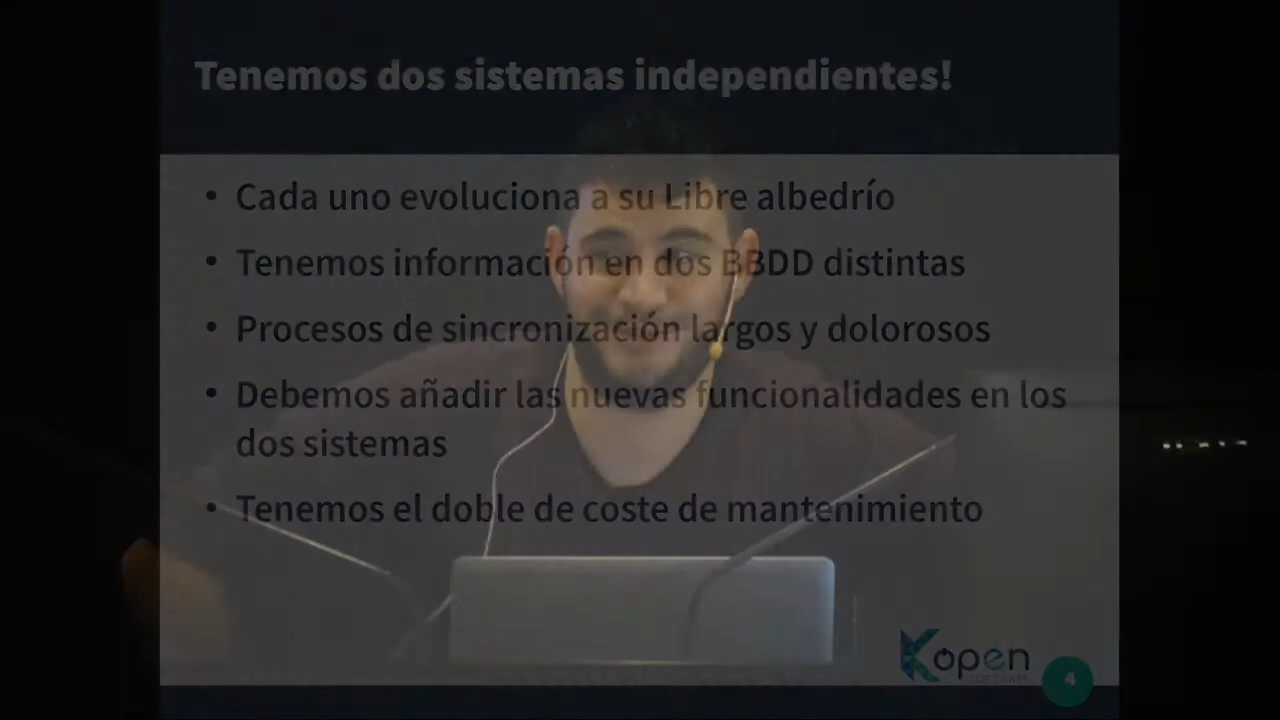 Tenemos dos sistemas independientes!
• Cada uno evoluciona a su Libre albedrío
• Tenemos información en dos BBDD distintas
• Procesos de sincronización largos y dolorosos
• Debemos añadir las nuevas funcionalidades en los
dos sistemas
• Tenemos el doble de coste de mantenimiento
Kopen
SOFTWARE
4